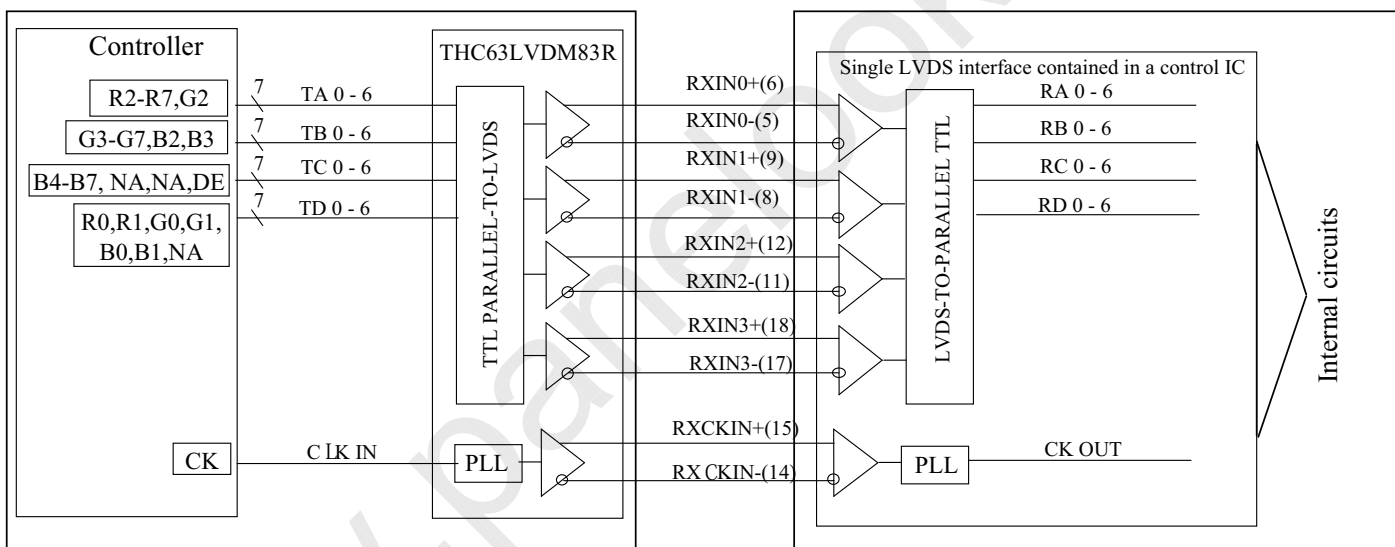 Controller
R2-R7,G2
G3-G7,B2,B3
B4-B7, NA,NA,DE
R0,R1,G0,G1,
B0,B1,NA
CK
7
TA 0 - 6
7
TB 0 - 6
7
TC 0 - 6
7
TD 0 - 6
CLK IN
THC63LVDM83R
TTL PARALLEL-TO-LVDS
PLL
RXIN0+(6)
RXIN0-(5)
RXIN1+(9)
RXIN1-(8)
RXIN2+(12)
RXIN2-(11)
RXIN3+(18)
RXIN3-(17)
RXCKIN+(15)
RXCKIN-(14)
Single LVDS interface contained in a control IC
LVDS-TO-PARALLEL TTL
PLL
RA 0 - 6
RB 0 - 6
RC 0 - 6
RD 0 - 6
CK OUT
Internal circuits
panelook